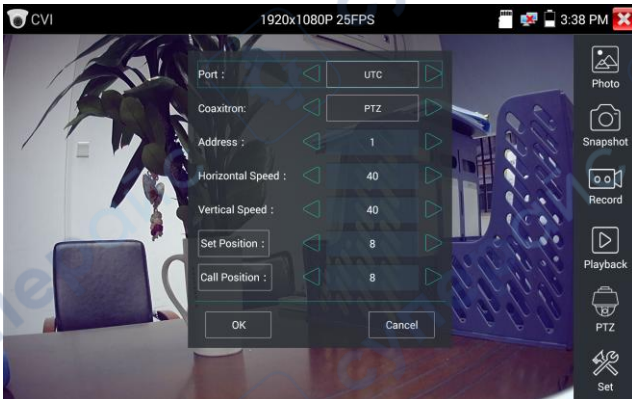 CVI 1920x1080P 25FPS 3:38 PM
Port : UTC
Coaxitron: PTZ
Address : 1
Horizontal Speed : 40
Vertical Speed : 40
Set Position : 8
Call Position : 8
OK Cancel
Photo
Snapshot
Record
Playback
PTZ
Set